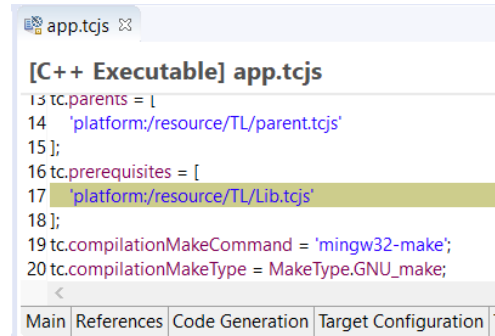 app.tcjs
[C++ Executable] app.tcjs
13 tc.parents = [
14 'platform:/resource/TL/parent.tcjs'
15 ];
16 tc.prerequisites = [
17 'platform:/resource/TL/Lib.tcjs'
18 ];
19 tc.compilationMakeCommand = 'mingw32-make';
20 tc.compilationMakeType = MakeType.GNU_make;
Main References Code Generation Target Configuration